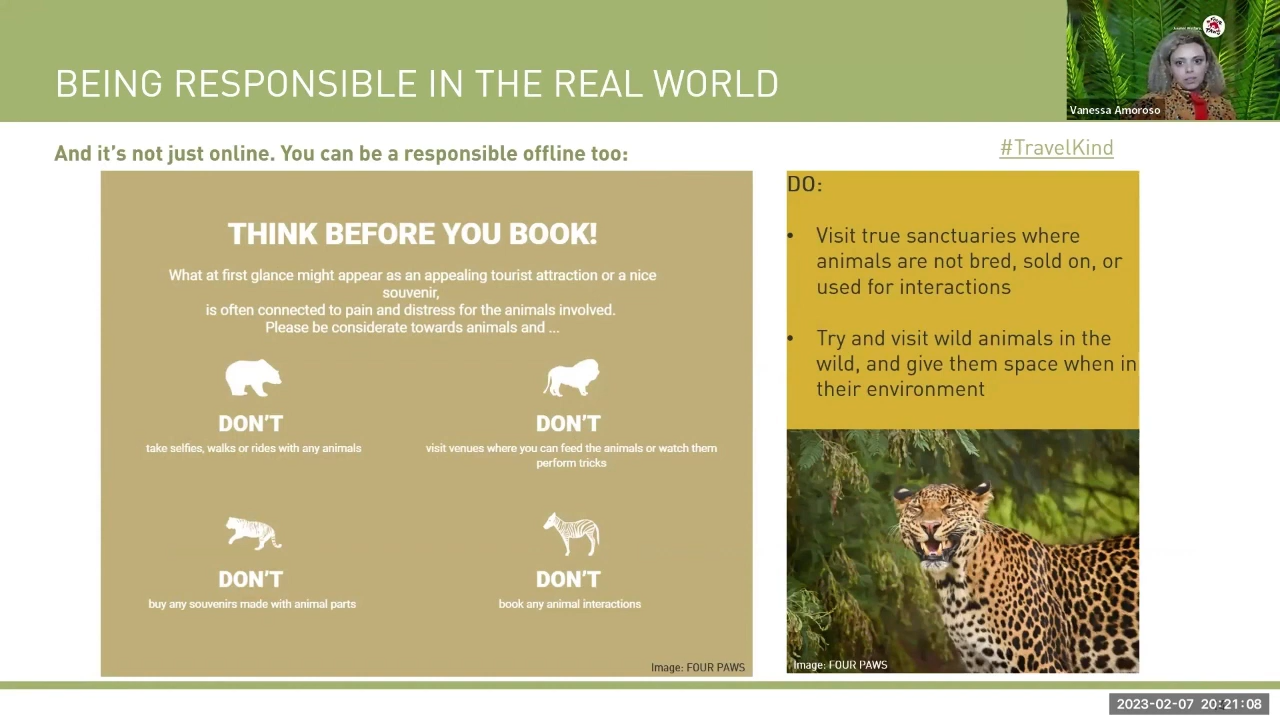 BEING RESPONSIBLE IN THE REAL WORLD
Vanessa Amoroso
And it's not just online. You can be a responsible offline too:
#TravelKind
THINK BEFORE YOU BOOK!
What at first glance might appear as an appealing tourist attraction or a nice
souvenir,
is often connected to pain and distress for the animals involved.
Please be considerate towards animals and ...
DON'T
take selfies, walks or rides with any animals
DON'T
visit venues where you can feed the animals or watch them
perform tricks
DON'T
buy any souvenirs made with animal parts
DON'T
book any animal interactions
Image: FOUR PAWS
DO:
• Visit true sanctuaries where
animals are not bred, sold on, or
used for interactions
• Try and visit wild animals in the
wild, and give them space when in
their environment
Image: FOUR PAWS
2023-02-07 20:21:08